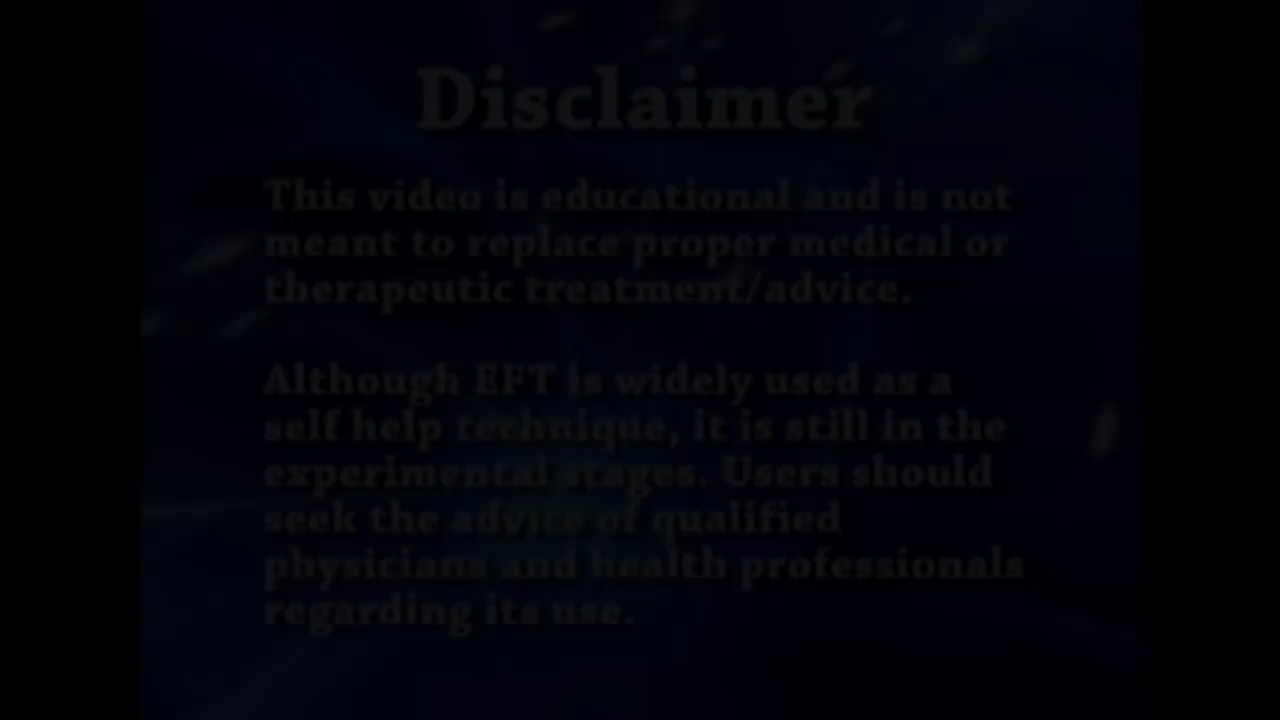 Disclaimer
This video is educational and is not
meant to replace proper medical or
therapeutic treatment/advice.
Although EFT is widely used as a
self help technique, it is still in the
experimental stages. Users should
seek the advice of qualified
physicians and health professionals
regarding its use.